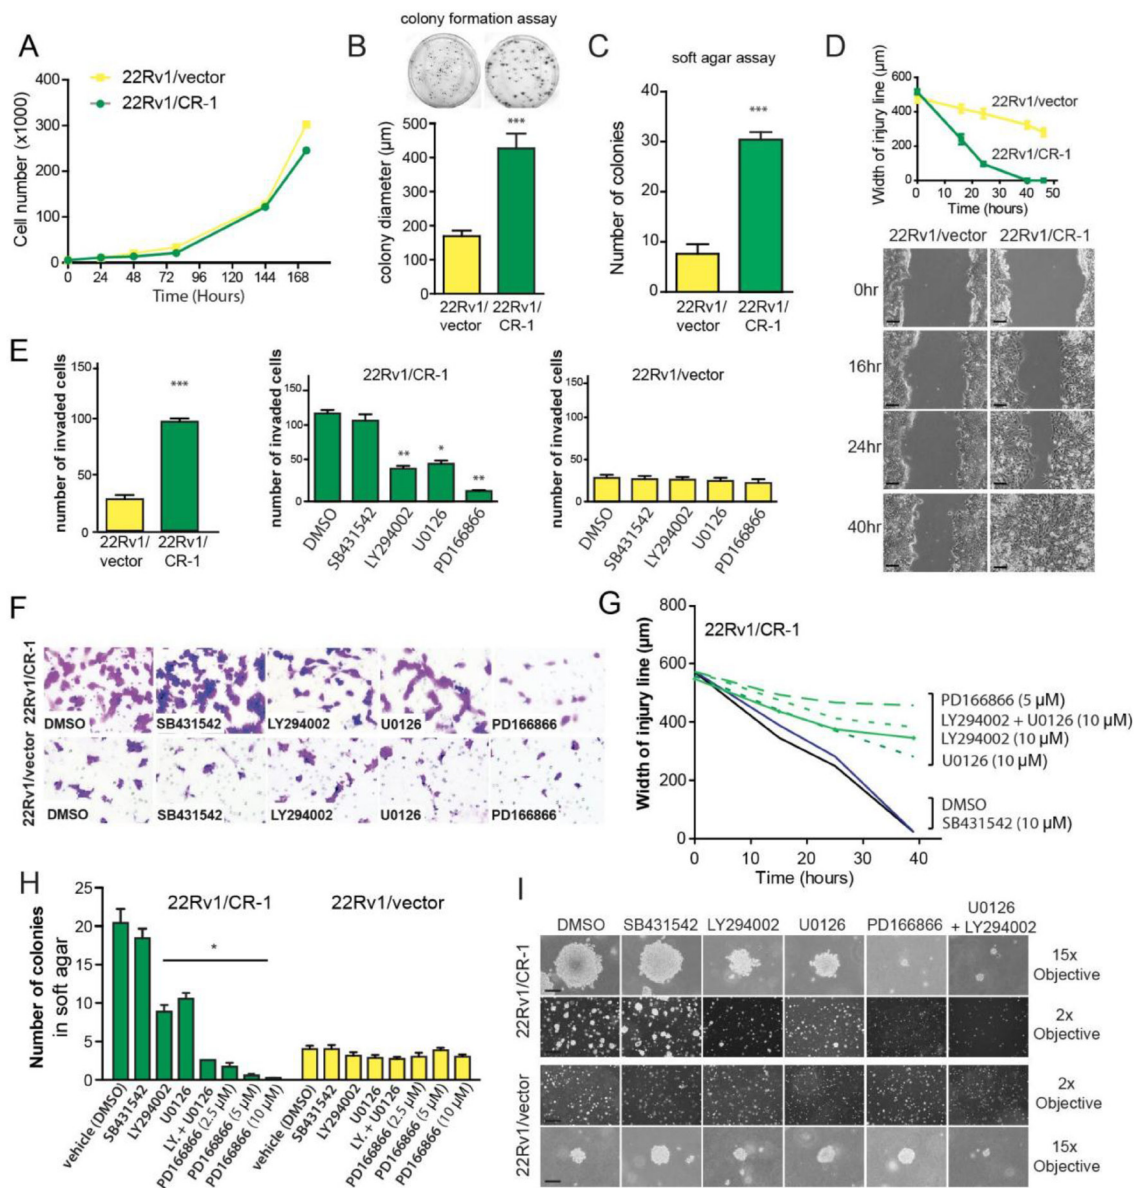 A
22Rv1/vector
22Rv1/CR-1
Cell number (x1000)
400
300
200
100
0
0 24 48 72 96 120 144 168
Time (Hours)
B
colony formation assay
***
colony diameter (µm)
500
400
300
200
100
0
22Rv1/
vector
22Rv1/
CR-1
C
soft agar assay
***
Number of colonies
40
30
20
10
0
22Rv1/
vector
22Rv1/
CR-1
D
Width of injury line (µm)
600
400
200
0
22Rv1/vector
22Rv1/CR-1
0 10 20 30 40 50
Time (hours)
22Rv1/vector 22Rv1/CR-1
0hr
16hr
24hr
40hr
E
number of invaded cells
150
100
50
0
***
22Rv1/
vector
22Rv1/
CR-1
22Rv1/CR-1
number of invaded cells
150
100
50
0
** * **
DMSO
SB431542
LY294002
U0126
PD166866
22Rv1/vector
number of invaded cells
150
100
50
0
DMSO
SB431542
LY294002
U0126
PD166866
F
22Rv1/CR-1
DMSO SB431542 LY294002 U0126 PD166866
22Rv1/vector
DMSO SB431542 LY294002 U0126 PD166866
G
22Rv1/CR-1
Width of injury line (µm)
800
600
400
200
0
0 10 20 30 40
Time (hours)
PD166866 (5 µM)
LY294002 + U0126 (10 µM)
LY294002 (10 µM)
U0126 (10 µM)
DMSO
SB431542 (10 µM)
H
22Rv1/CR-1 22Rv1/vector
*
Number of colonies
in soft agar
25
20
15
10
5
0
vehicle (DMSO)
SB431542
LY294002
U0126
LY. + U0126
PD166866 (2.5 µM)
PD166866 (5 µM)
PD166866 (10 µM)
vehicle (DMSO)
SB431542
LY294002
U0126
LY. + U0126
PD166866 (2.5 µM)
PD166866 (5 µM)
PD166866 (10 µM)
I
DMSO SB431542 LY294002 U0126 PD166866 U0126
+ LY294002
22Rv1/CR-1
15x
Objective
2x
Objective
22Rv1/vector
2x
Objective
15x
Objective